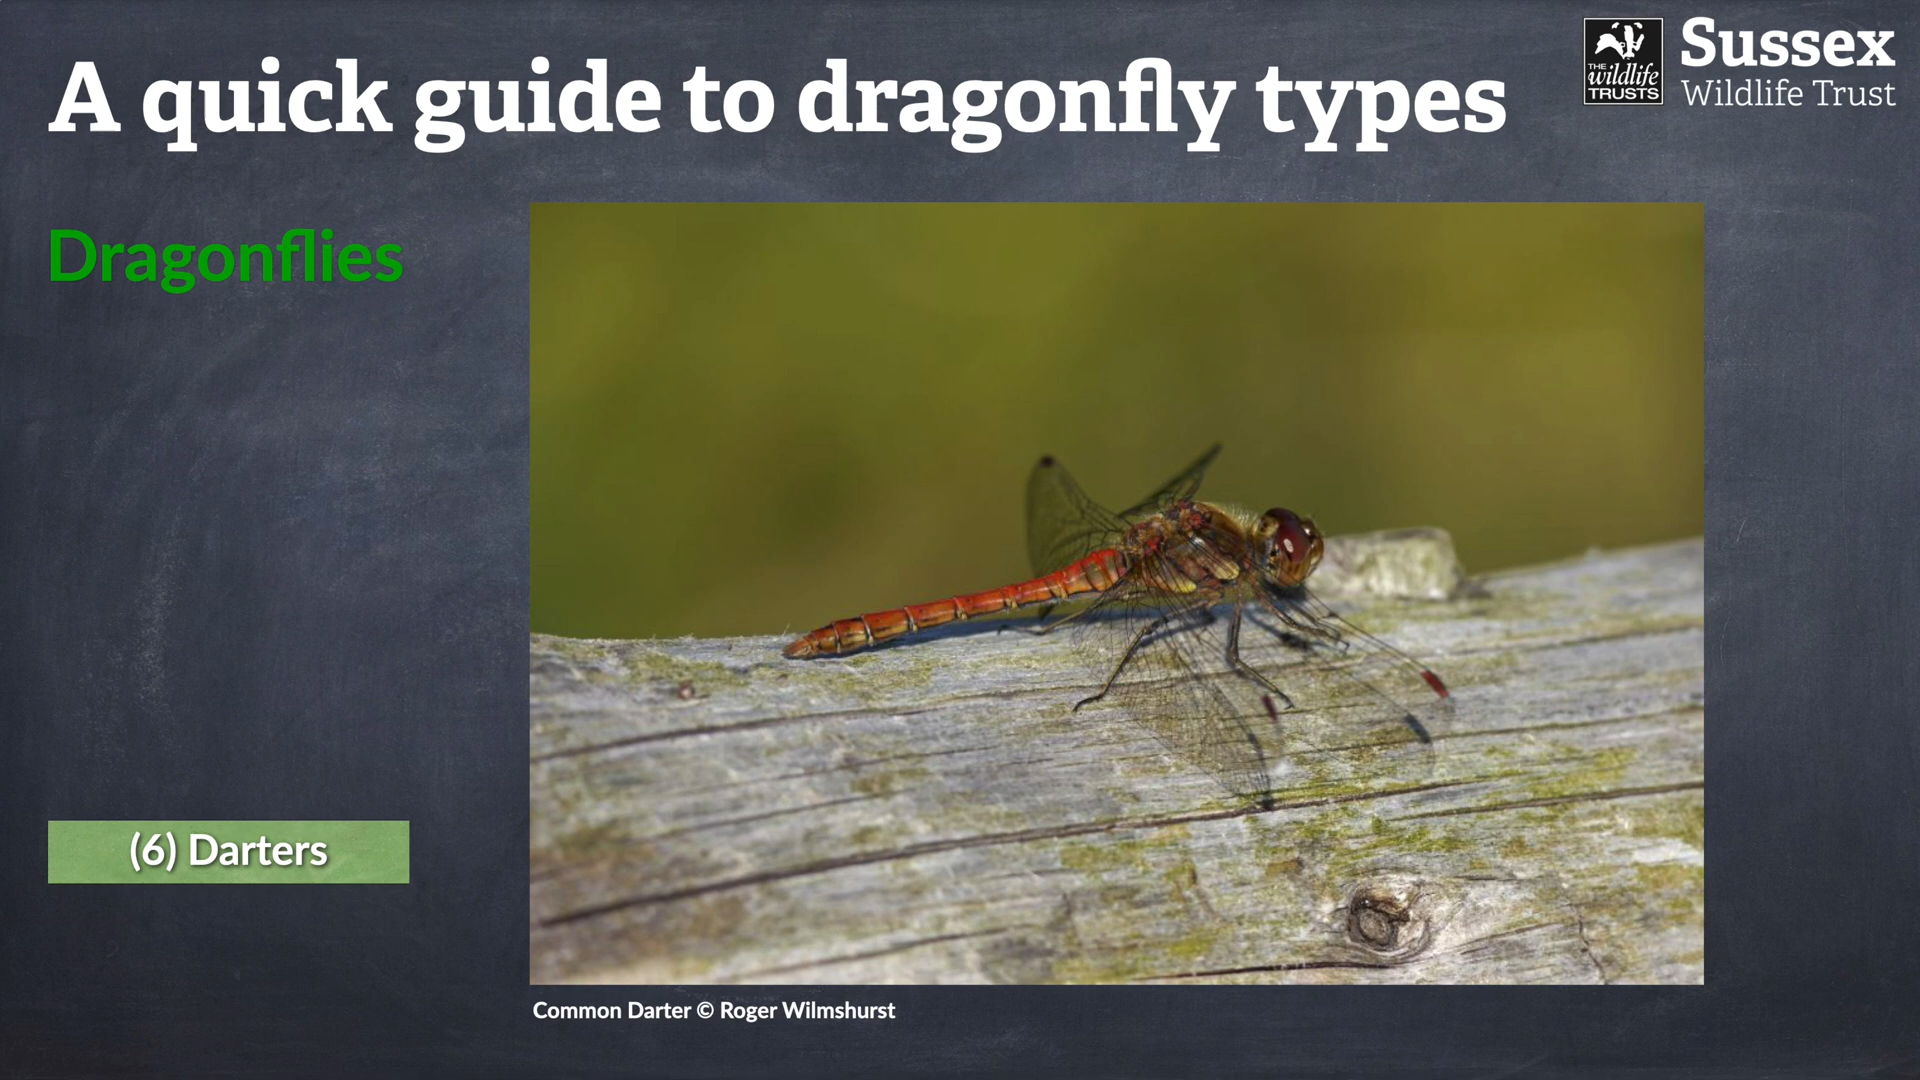 A quick guide to dragonfly types
THE
wildlife
TRUSTS
Sussex
Wildlife Trust
Dragonflies
(6) Darters
Common Darter © Roger Wilmshurst